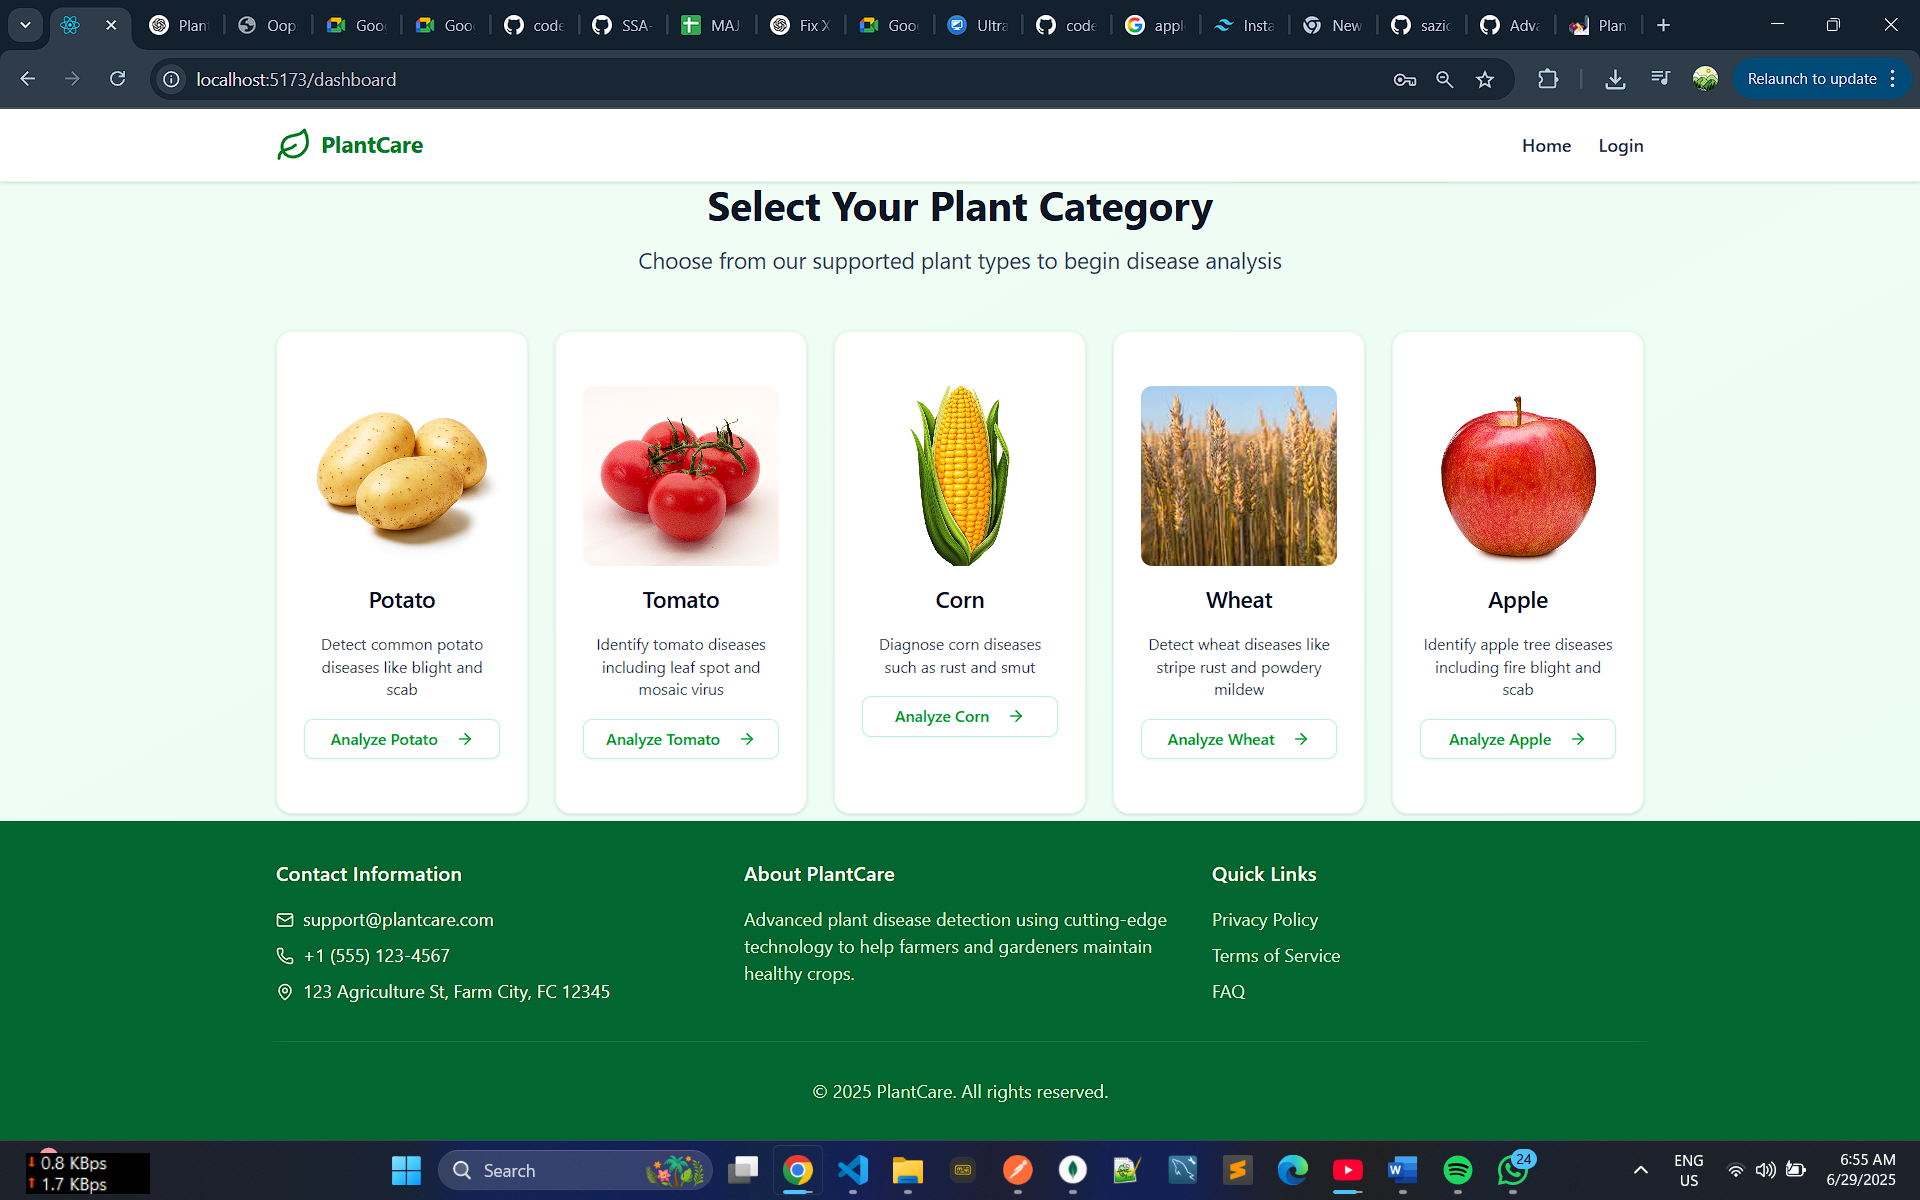 Plan
Oop
Goo
Goo
code
SSA-
MAJ
Fix X
Goo
Ultra
code
appl
Insta
New
sazic
Adva
Plan
localhost:5173/dashboard
Relaunch to update
PlantCare
Home Login
Select Your Plant Category
Choose from our supported plant types to begin disease analysis
Potato
Detect common potato
diseases like blight and
scab
Analyze Potato
Tomato
Identify tomato diseases
including leaf spot and
mosaic virus
Analyze Tomato
Corn
Diagnose corn diseases
such as rust and smut
Analyze Corn
Wheat
Detect wheat diseases like
stripe rust and powdery
mildew
Analyze Wheat
Apple
Identify apple tree diseases
including fire blight and
scab
Analyze Apple
Contact Information
support@plantcare.com
+1 (555) 123-4567
123 Agriculture St, Farm City, FC 12345
About PlantCare
Advanced plant disease detection using cutting-edge
technology to help farmers and gardeners maintain
healthy crops.
Quick Links
Privacy Policy
Terms of Service
FAQ
© 2025 PlantCare. All rights reserved.
0.8 KBps
1.7 KBps
Search
24
ENG
US
6:55 AM
6/29/2025